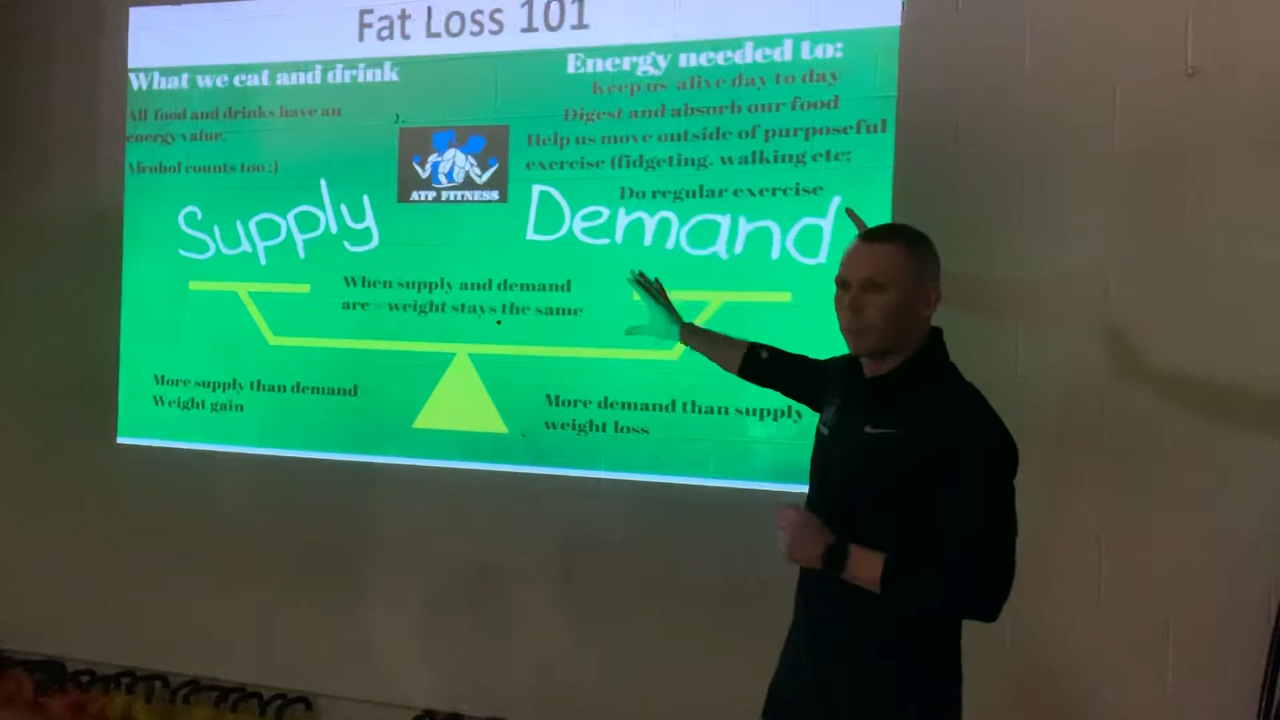 Fat Loss 101
What we eat and drink
All food and drinks have an
energy value.
Alcohol counts too :)
).
ATP FITNESS
Energy needed to:
Keep us alive day to day
Digest and absorb our food
Help us move outside of purposeful
exercise (fidgeting. walking etc;
Do regular exercise
Supply
Demand
When supply and demand
are = weight stays the same
More supply than demand =
Weight gain
More demand than supply
weight loss